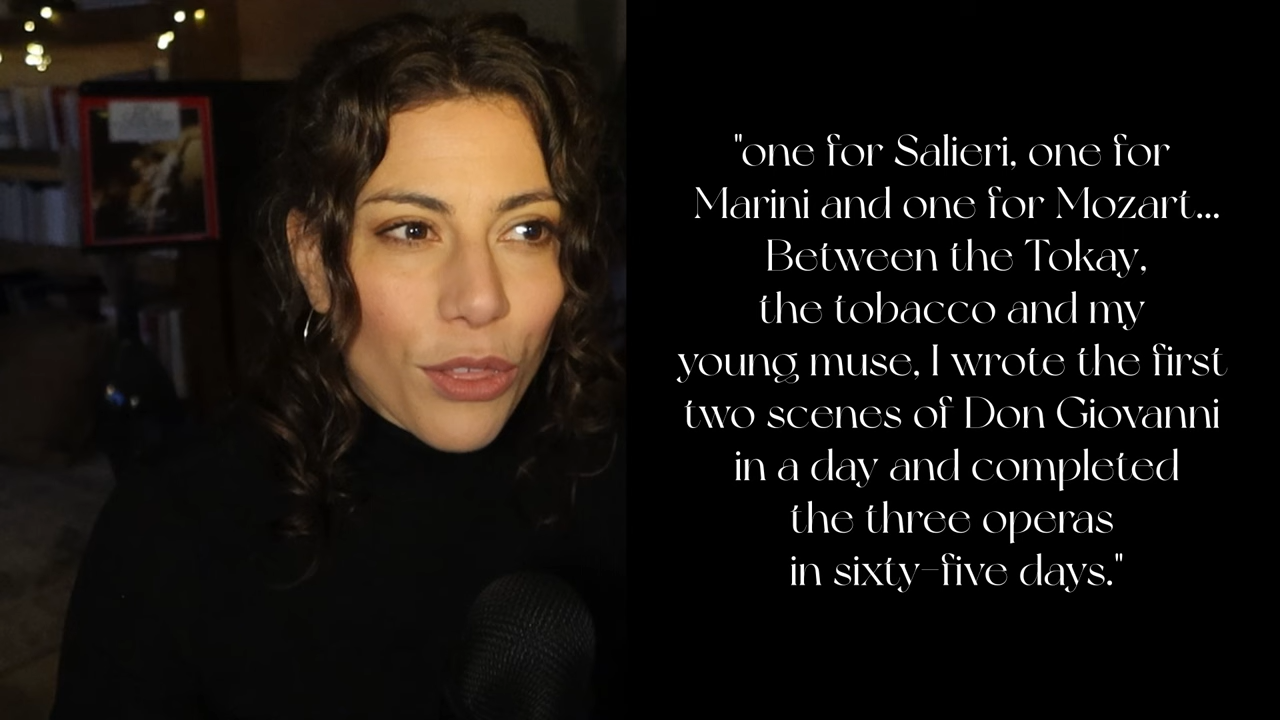 "one for Salieri, one for
Marini and one for Mozart...
Between the Tokay,
the tobacco and my
young muse, I wrote the first
two scenes of Don Giovanni
in a day and completed
the three operas
in sixty-five days."